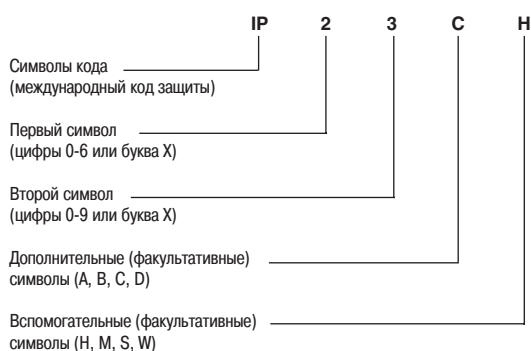 IP 2 3 C H
Символы кода
(международный код защиты)
Первый символ
(цифры 0-6 или буква X)
Второй символ
(цифры 0-9 или буква X)
Дополнительные (факультативные)
символы (A, B, C, D)
Вспомогательные (факультативные)
символы (H, M, S, W)